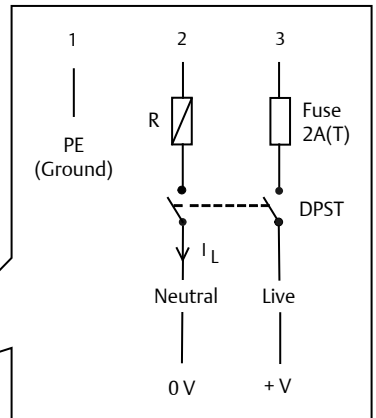 1 2 3
R
Fuse
2A(T)
PE
(Ground)
DPST
I L
Neutral Live
0 V + V